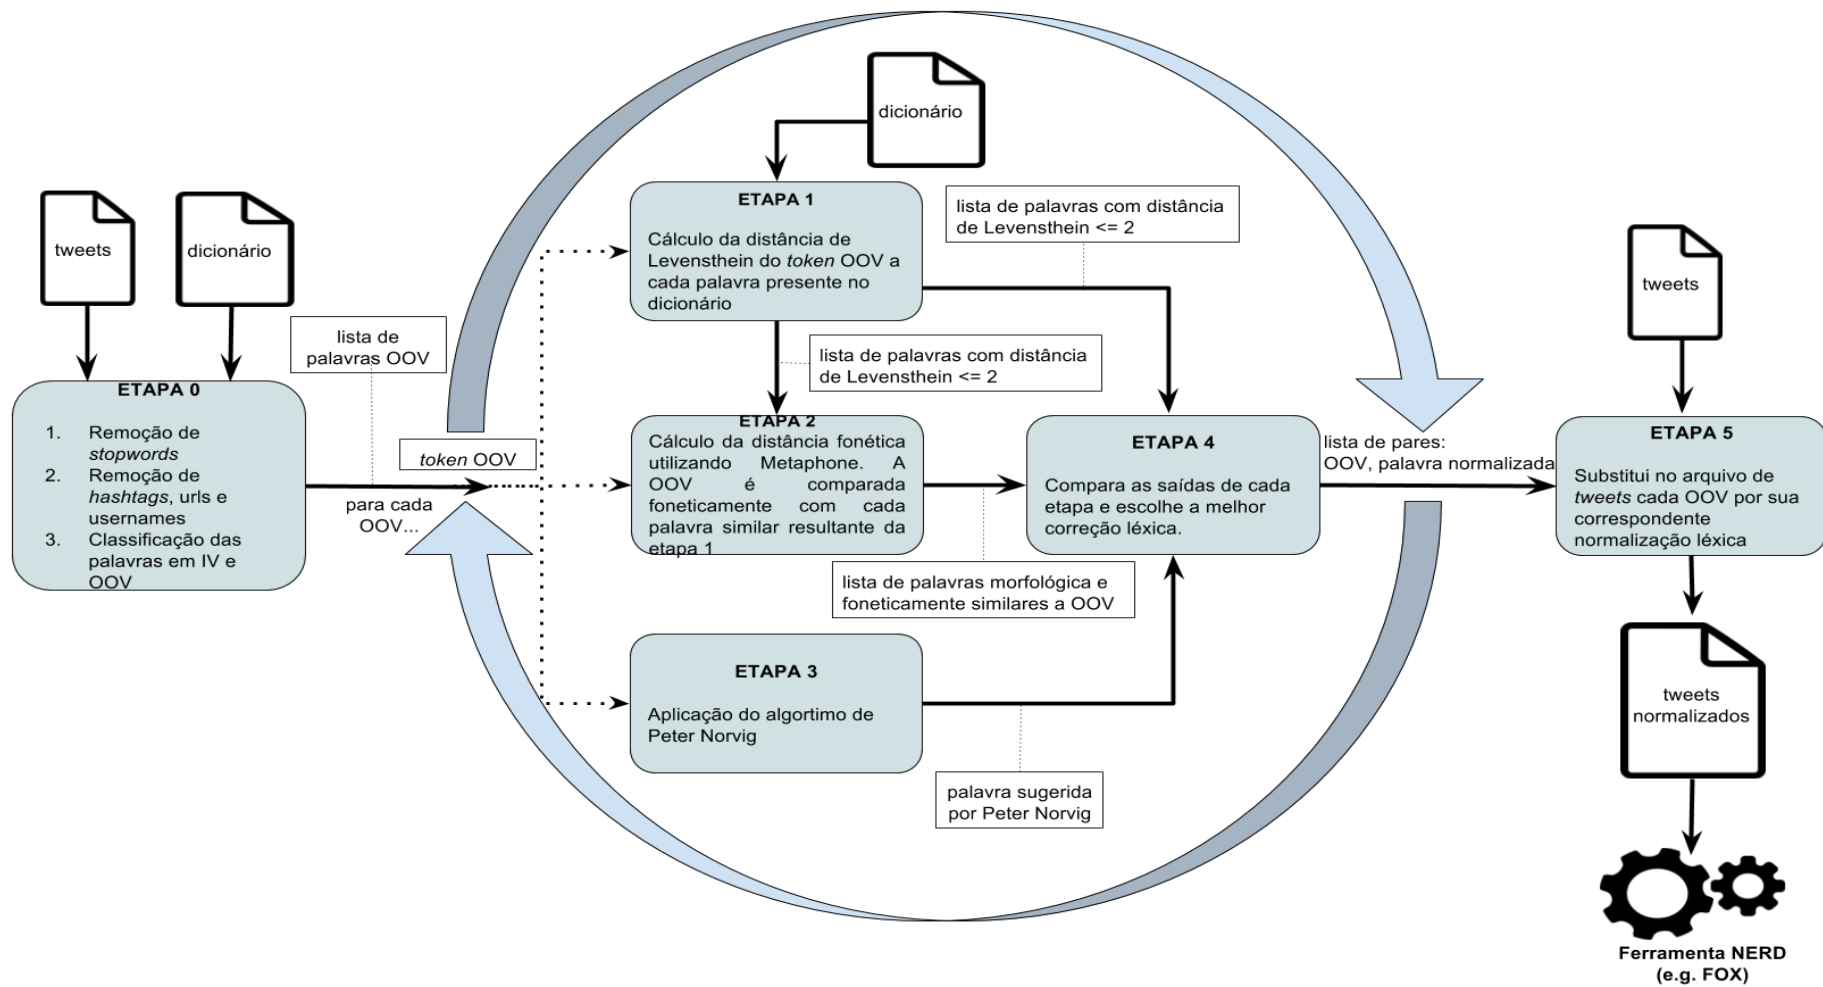 dicionário
tweets
dicionário
lista de
palavras OOV
ETAPA 0
1. Remoção de
stopwords
2. Remoção de
hashtags, urls e
usernames
3. Classificação das
palavras em IV e
OOV
token OOV
para cada
OOV...
ETAPA 1
Cálculo da distância de
Levensthein do token OOV a
cada palavra presente no
dicionário
lista de palavras com distância
de Levensthein <= 2
lista de palavras com distância
de Levensthein <= 2
ETAPA 2
Cálculo da distância fonética
utilizando Metaphone. A
OOV é comparada
foneticamente com cada
palavra similar resultante da
etapa 1
lista de palavras morfológica e
foneticamente similares a OOV
ETAPA 3
Aplicação do algortimo de
Peter Norvig
palavra sugerida
por Peter Norvig
ETAPA 4
Compara as saídas de cada
etapa e escolhe a melhor
correção léxica.
lista de pares:
OOV, palavra normalizada
tweets
ETAPA 5
Substitui no arquivo de
tweets cada OOV por sua
correspondente
normalização léxica
tweets
normalizados
Ferramenta NERD
(e.g. FOX)